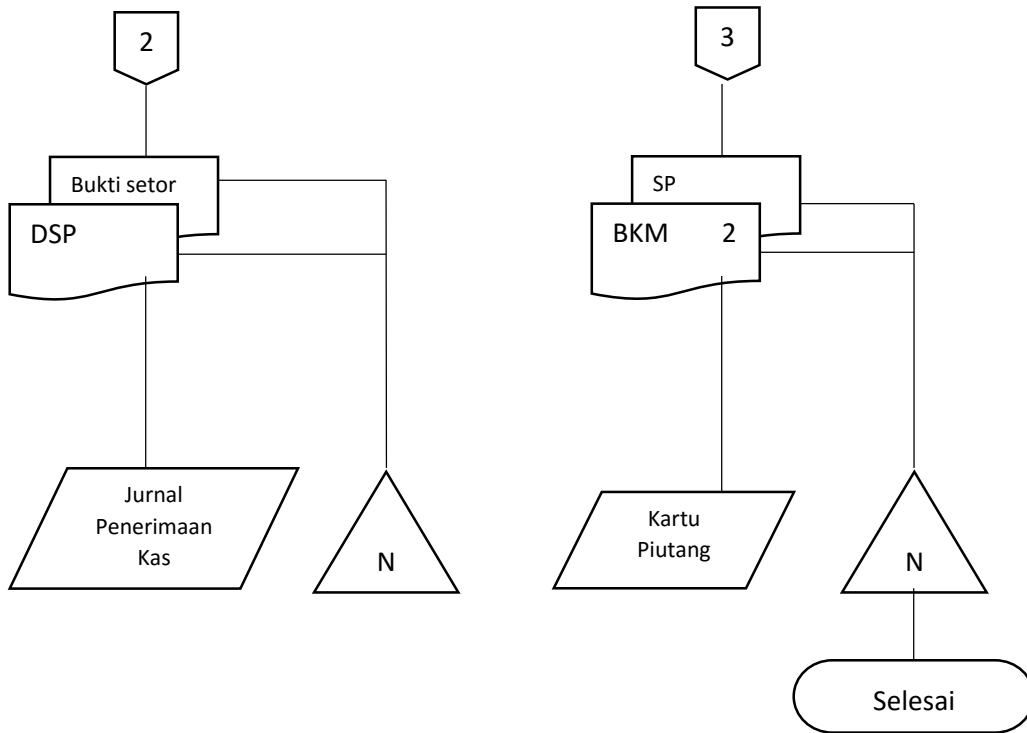 2
Bukti setor
DSP
Jurnal
Penerimaan
Kas
N
3
SP
BKM 2
Kartu
Piutang
N
Selesai